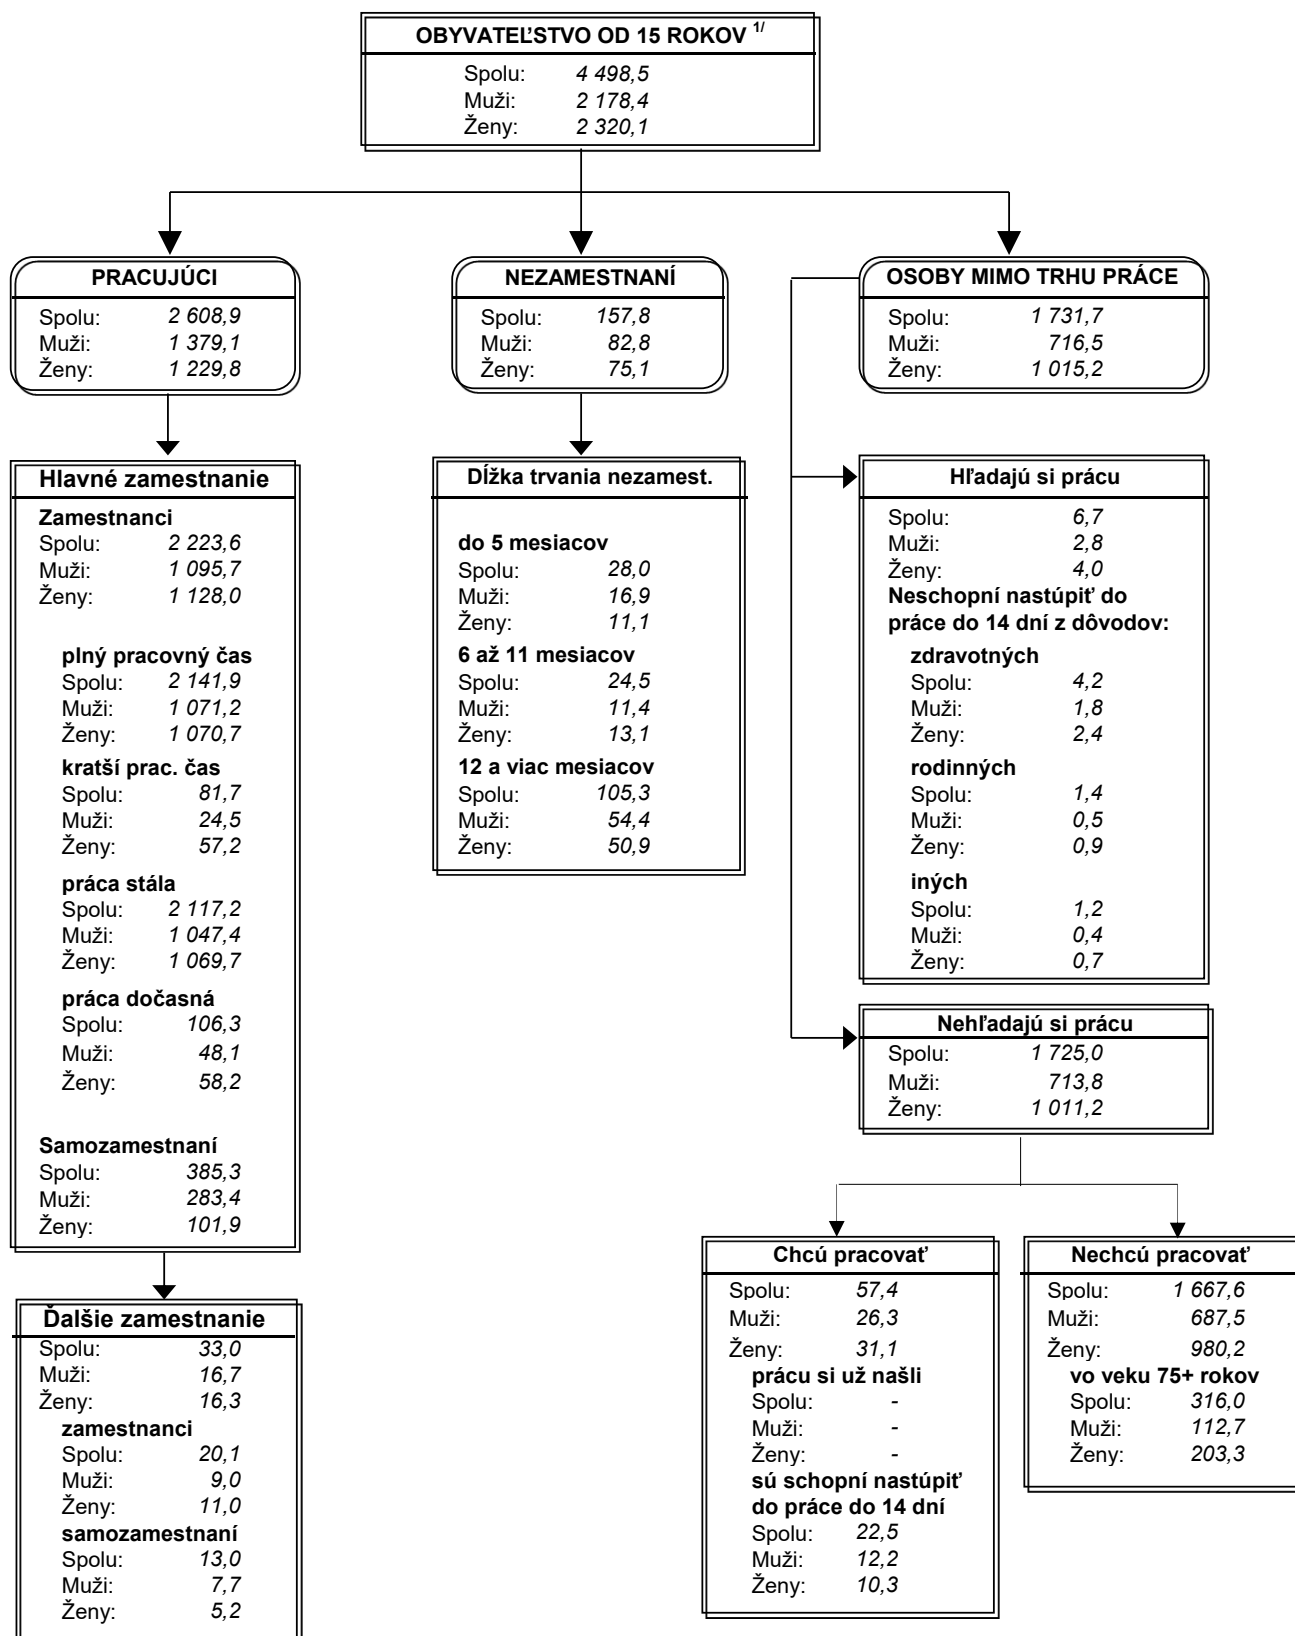 OBYVATEĽSTVO OD 15 ROKOV 1/
Spolu: 4 498,5
Muži: 2 178,4
Ženy: 2 320,1
PRACUJÚCI
Spolu: 2 608,9
Muži: 1 379,1
Ženy: 1 229,8
NEZAMESTNANÍ
Spolu: 157,8
Muži: 82,8
Ženy: 75,1
OSOBY MIMO TRHU PRÁCE
Spolu: 1 731,7
Muži: 716,5
Ženy: 1 015,2
Hlavné zamestnanie
Zamestnanci
Spolu: 2 223,6
Muži: 1 095,7
Ženy: 1 128,0
plný pracovný čas
Spolu: 2 141,9
Muži: 1 071,2
Ženy: 1 070,7
kratší prac. čas
Spolu: 81,7
Muži: 24,5
Ženy: 57,2
práca stála
Spolu: 2 117,2
Muži: 1 047,4
Ženy: 1 069,7
práca dočasná
Spolu: 106,3
Muži: 48,1
Ženy: 58,2
Samozamestnaní
Spolu: 385,3
Muži: 283,4
Ženy: 101,9
Ďalšie zamestnanie
Spolu: 33,0
Muži: 16,7
Ženy: 16,3
zamestnanci
Spolu: 20,1
Muži: 9,0
Ženy: 11,0
samozamestnaní
Spolu: 13,0
Muži: 7,7
Ženy: 5,2
Dĺžka trvania nezamest.
do 5 mesiacov
Spolu: 28,0
Muži: 16,9
Ženy: 11,1
6 až 11 mesiacov
Spolu: 24,5
Muži: 11,4
Ženy: 13,1
12 a viac mesiacov
Spolu: 105,3
Muži: 54,4
Ženy: 50,9
Hľadajú si prácu
Spolu: 6,7
Muži: 2,8
Ženy: 4,0
Neschopní nastúpiť do
práce do 14 dní z dôvodov:
zdravotných
Spolu: 4,2
Muži: 1,8
Ženy: 2,4
rodinných
Spolu: 1,4
Muži: 0,5
Ženy: 0,9
iných
Spolu: 1,2
Muži: 0,4
Ženy: 0,7
Nehľadajú si prácu
Spolu: 1 725,0
Muži: 713,8
Ženy: 1 011,2
Chcú pracovať
Spolu: 57,4
Muži: 26,3
Ženy: 31,1
prácu si už našli
Spolu: -
Muži: -
Ženy: -
sú schopní nastúpiť
do práce do 14 dní
Spolu: 22,5
Muži: 12,2
Ženy: 10,3
Nechcú pracovať
Spolu: 1 667,6
Muži: 687,5
Ženy: 980,2
vo veku 75+ rokov
Spolu: 316,0
Muži: 112,7
Ženy: 203,3